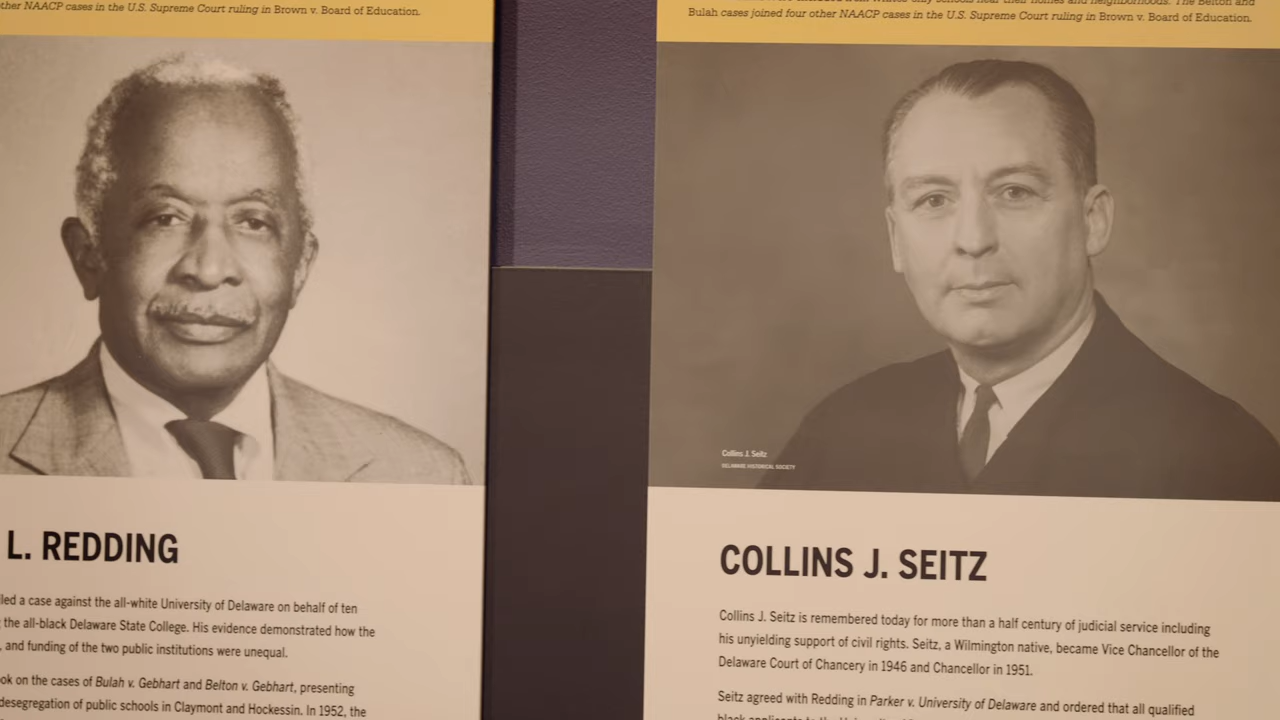 other NAACP cases in the U.S. Supreme Court ruling in Brown v. Board of Education.
L. REDDING
led a case against the all-white University of Delaware on behalf of ten
the all-black Delaware State College. His evidence demonstrated how the
, and funding of the two public institutions were unequal.
ok on the cases of Bulah v. Gebhart and Belton v. Gebhart, presenting
desegregation of public schools in Claymont and Hockessin. In 1952, the
Bulah cases joined four other NAACP cases in the U.S. Supreme Court ruling in Brown v. Board of Education.
Collins J. Seitz
DELAWARE HISTORICAL SOCIETY
COLLINS J. SEITZ
Collins J. Seitz is remembered today for more than a half century of judicial service including
his unyielding support of civil rights. Seitz, a Wilmington native, became Vice Chancellor of the
Delaware Court of Chancery in 1946 and Chancellor in 1951.
Seitz agreed with Redding in Parker v. University of Delaware and ordered that all qualified